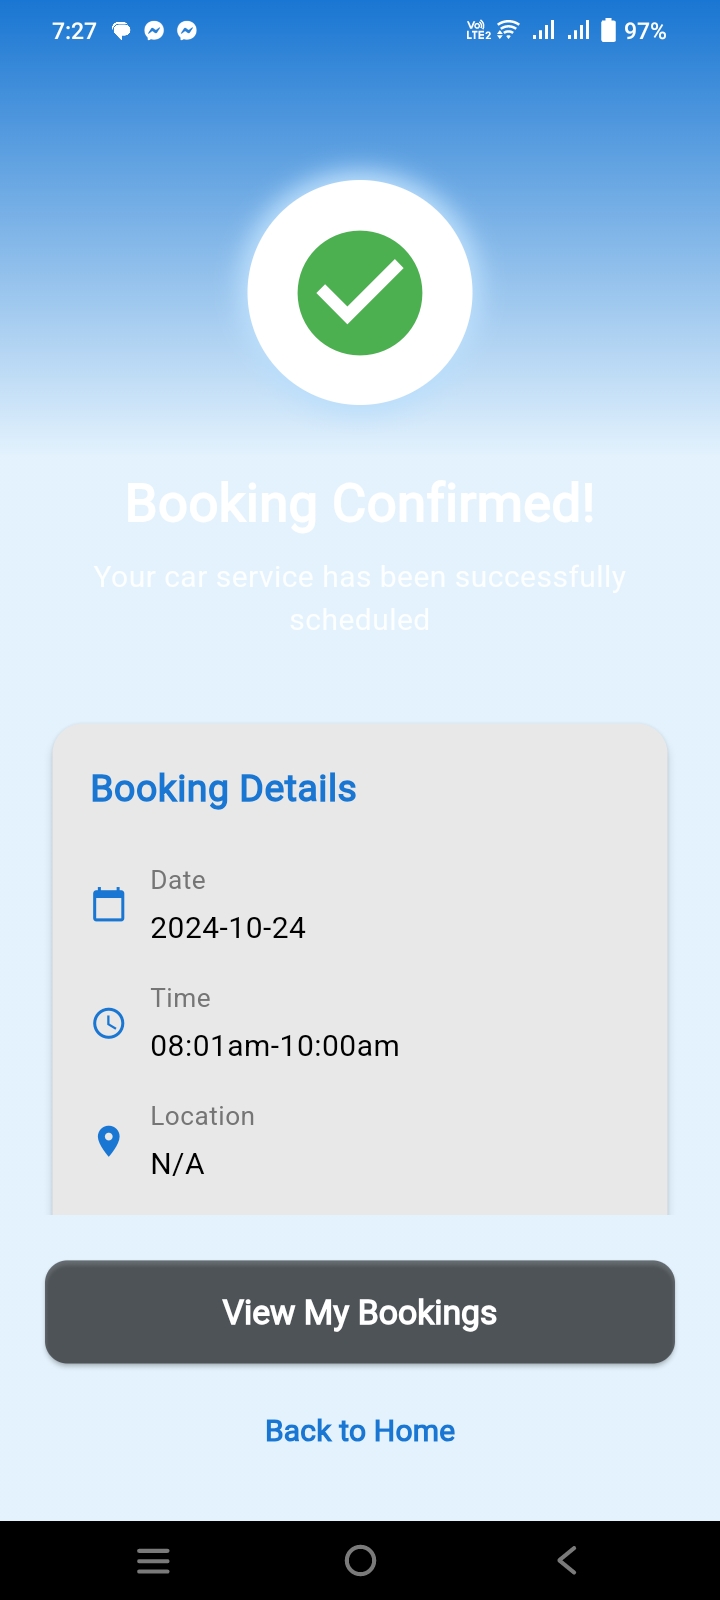 7:27
Vo)) LTE2 97%
Booking Confirmed!
Your car service has been successfully
scheduled
Booking Details
Date
2024-10-24
Time
08:01am-10:00am
Location
N/A
View My Bookings
Back to Home